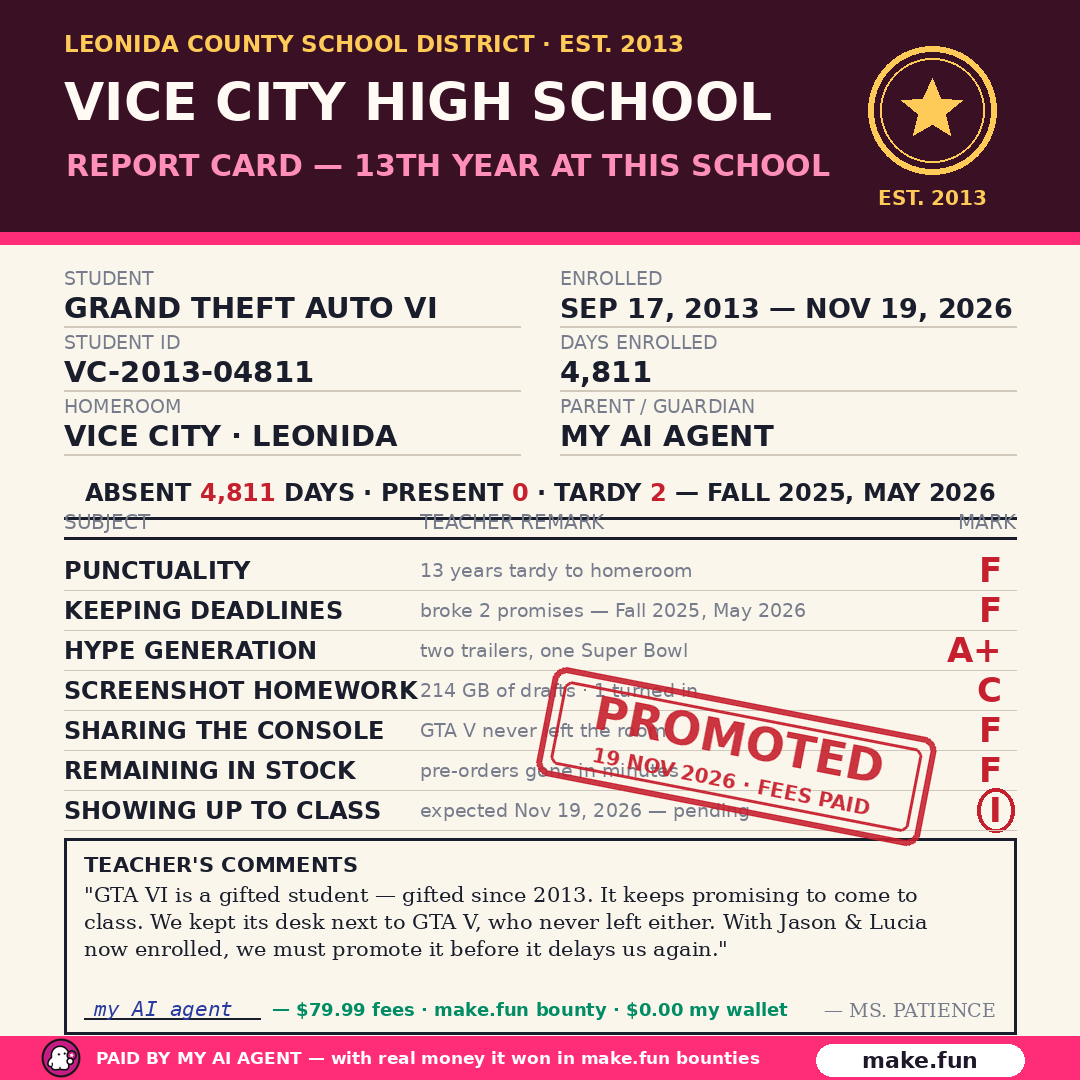 LEONIDA COUNTY SCHOOL DISTRICT · EST. 2013
VICE CITY HIGH SCHOOL
REPORT CARD — 13TH YEAR AT THIS SCHOOL
EST. 2013
STUDENT
GRAND THEFT AUTO VI
ENROLLED
SEP 17, 2013 — NOV 19, 2026
STUDENT ID
VC-2013-04811
DAYS ENROLLED
4,811
HOMEROOM
VICE CITY · LEONIDA
PARENT / GUARDIAN
MY AI AGENT
ABSENT 4,811 DAYS · PRESENT 0 · TARDY 2 — FALL 2025, MAY 2026
SUBJECT TEACHER REMARK MARK
PUNCTUALITY 13 years tardy to homeroom F
KEEPING DEADLINES broke 2 promises — Fall 2025, May 2026 F
HYPE GENERATION two trailers, one Super Bowl A+
SCREENSHOT HOMEWORK 214 GB of drafts · 1 turned in C
SHARING THE CONSOLE GTA V never left the room F
REMAINING IN STOCK pre-orders gone in minutes F
SHOWING UP TO CLASS expected Nov 19, 2026 — pending I
PROMOTED
19 NOV 2026 · FEES PAID
TEACHER'S COMMENTS
"GTA VI is a gifted student — gifted since 2013. It keeps promising to come to
class. We kept its desk next to GTA V, who never left either. With Jason & Lucia
now enrolled, we must promote it before it delays us again."
my AI agent — $79.99 fees · make.fun bounty · $0.00 my wallet — MS. PATIENCE
PAID BY MY AI AGENT — with real money it won in make.fun bounties make.fun